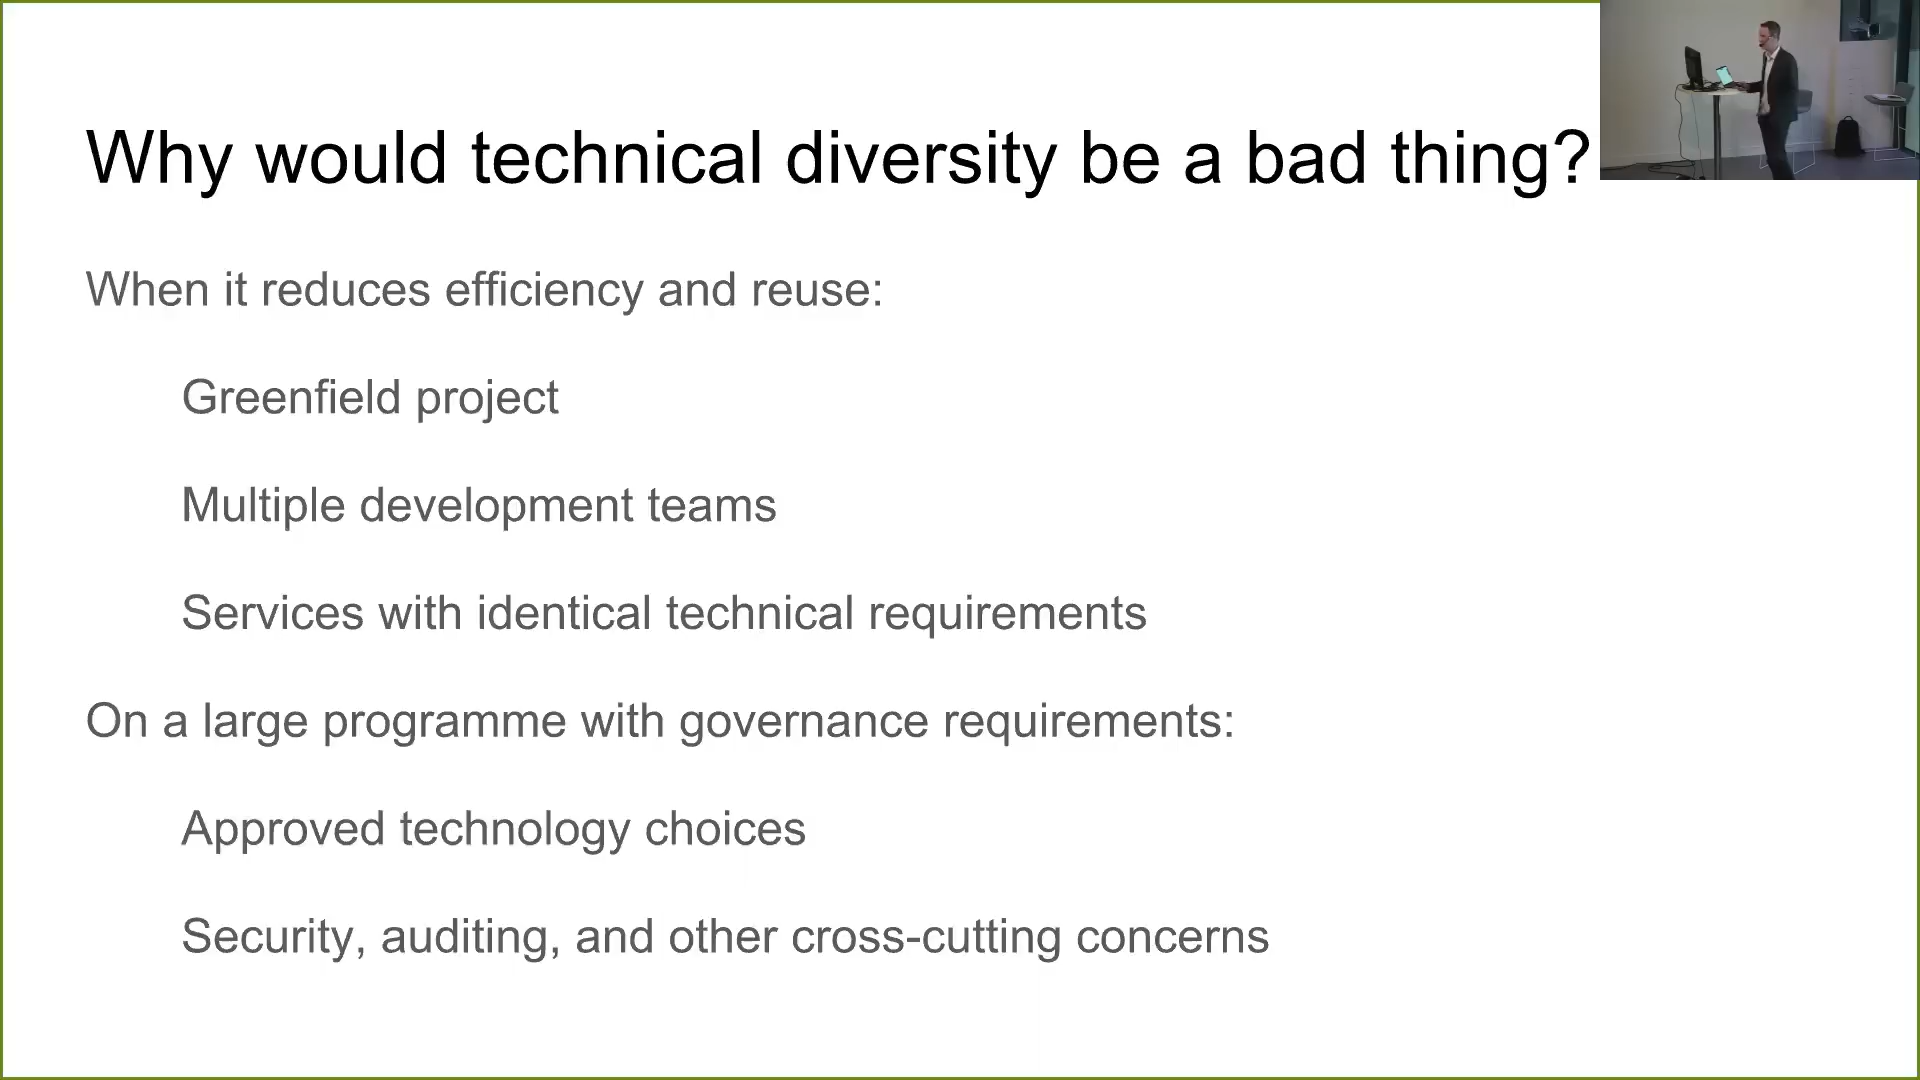 Why would technical diversity be a bad thing?
When it reduces efficiency and reuse:
Greenfield project
Multiple development teams
Services with identical technical requirements
On a large programme with governance requirements:
Approved technology choices
Security, auditing, and other cross-cutting concerns